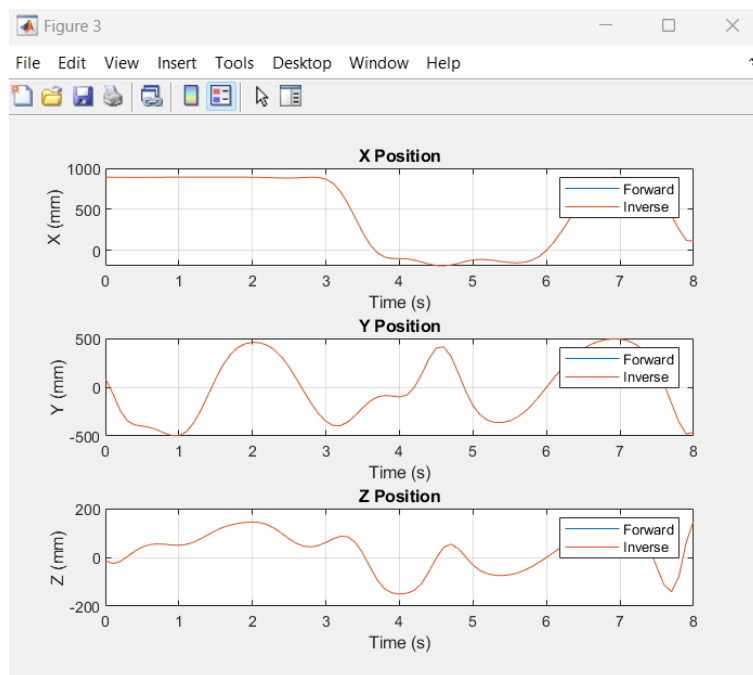 Figure 3
File Edit View Insert Tools Desktop Window Help
X Position
1000
500
0
X (mm)
Forward
Inverse
0 1 2 3 4 5 6 7 8
Time (s)
Y Position
500
0
-500
Y (mm)
Forward
Inverse
0 1 2 3 4 5 6 7 8
Time (s)
Z Position
200
0
-200
Z (mm)
Forward
Inverse
0 1 2 3 4 5 6 7 8
Time (s)